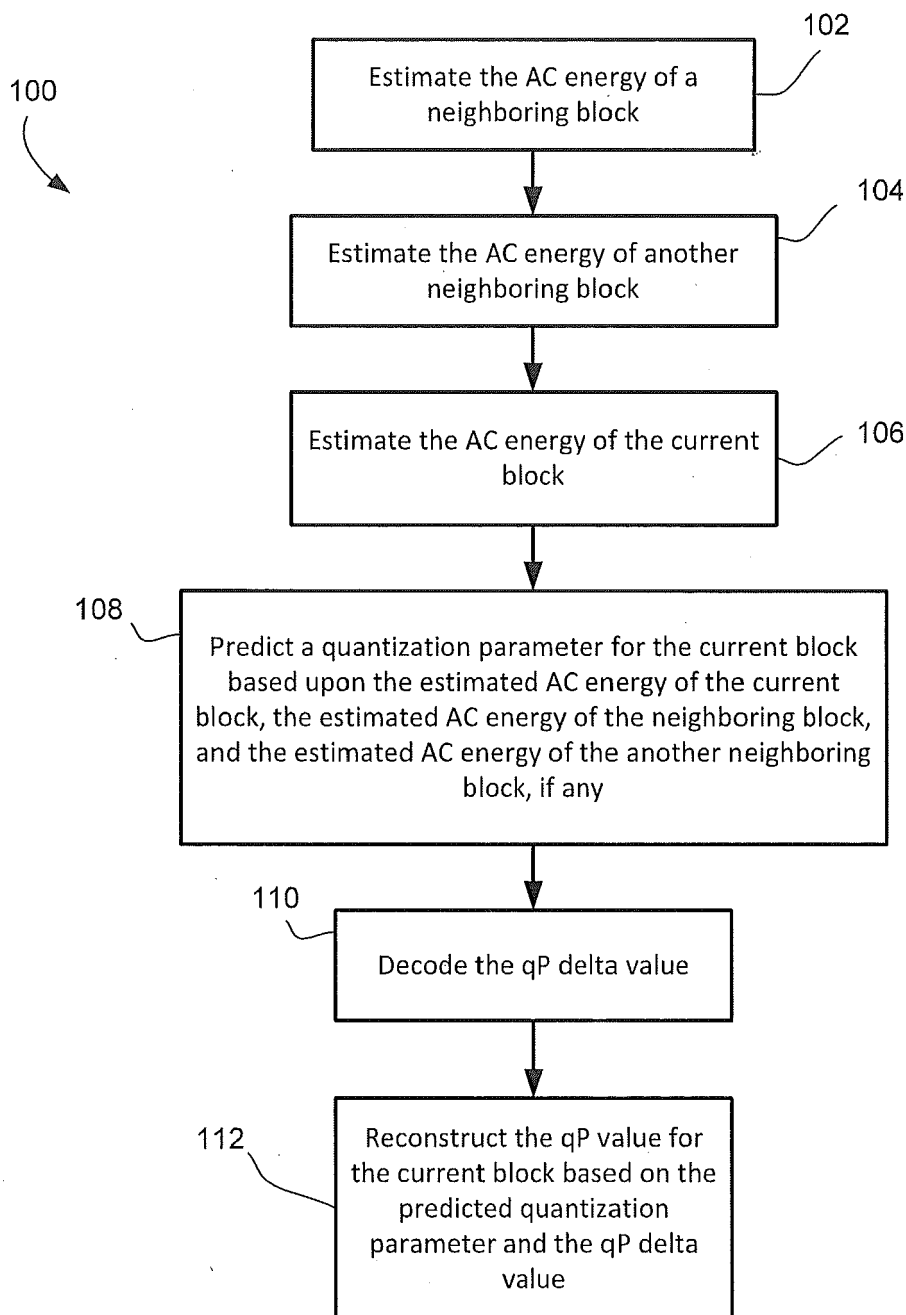 102
Estimate the AC energy of a
neighboring block
100
104
Estimate the AC energy of another
neighboring block
106
Estimate the AC energy of the current
block
108
Predict a quantization parameter for the current block
based upon the estimated AC energy of the current
block, the estimated AC energy of the neighboring block,
and the estimated AC energy of the another neighboring
block, if any
110
Decode the qP delta value
112
Reconstruct the qP value for
the current block based on the
predicted quantization
parameter and the qP delta
value